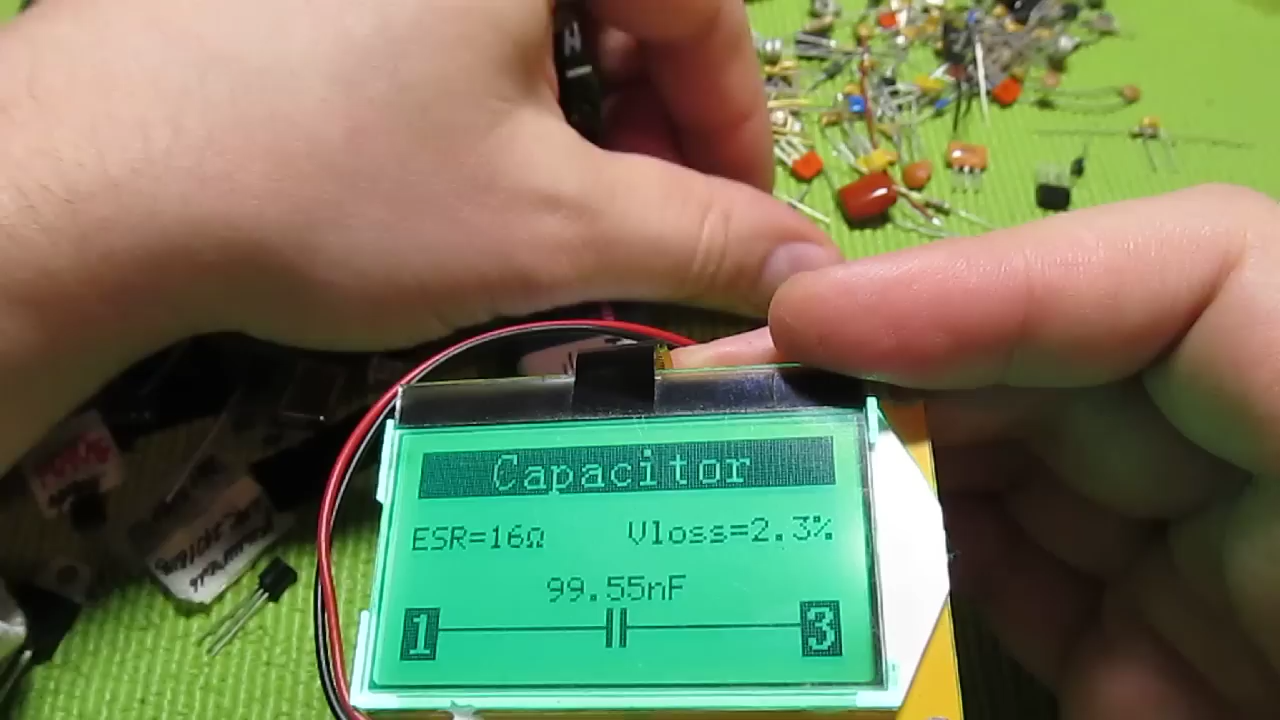 Capacitor
ESR=16Ω Vloss=2.3%
99.55nF
1 3